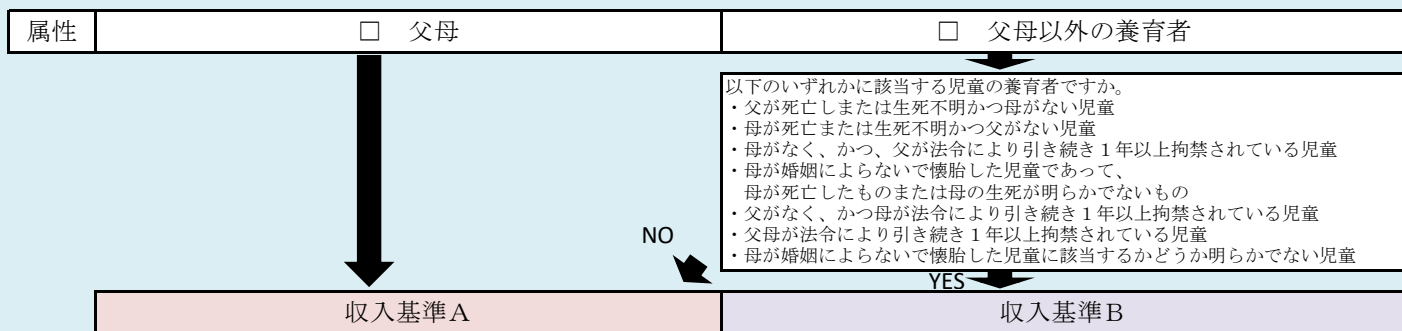 属性
□　父母
□　父母以外の養育者
以下のいずれかに該当する児童の養育者ですか。
・父が死亡しまたは生死不明かつ母がない児童
・母が死亡または生死不明かつ父がない児童
・母がなく、かつ、父が法令により引き続き１年以上拘禁されている児童
・母が婚姻によらないで懐胎した児童であって、
　母が死亡したものまたは母の生死が明らかでないもの
・父がなく、かつ母が法令により引き続き１年以上拘禁されている児童
・父母が法令により引き続き１年以上拘禁されている児童
・母が婚姻によらないで懐胎した児童に該当するかどうか明らかでない児童
NO
YES
収入基準Ａ
収入基準Ｂ